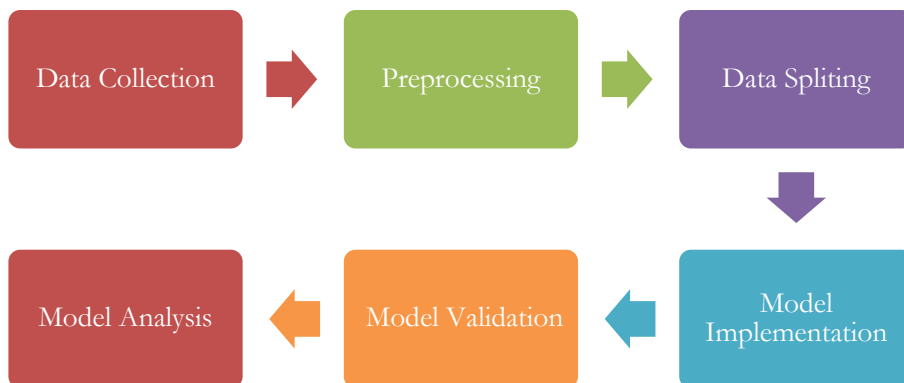 Data Collection
Preprocessing
Data Spliting
Model
Implementation
Model Validation
Model Analysis